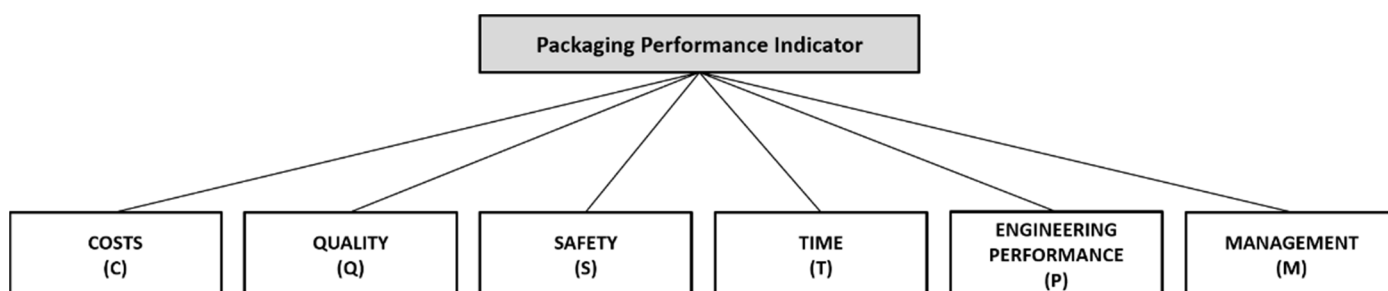 Packaging Performance Indicator
COSTS
(C)
QUALITY
(Q)
SAFETY
(S)
TIME
(T)
ENGINEERING
PERFORMANCE
(P)
MANAGEMENT
(M)